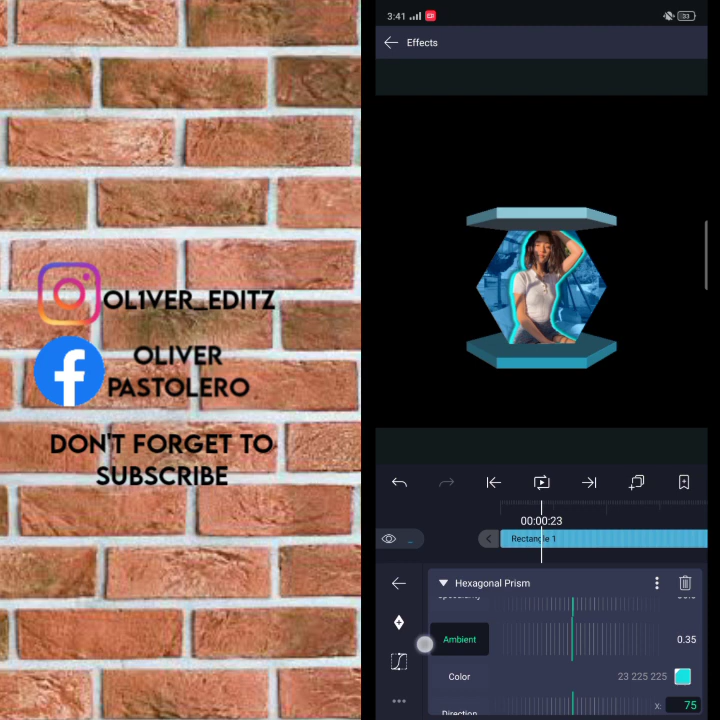 OL1VER_EDITZ
OLIVER
PASTOLERO
DON'T FORGET TO
SUBSCRIBE
3:41
33
Effects
00:00:23
Rectangle 1
Hexagonal Prism
Ambient
0.35
Color
23 225 225
Direction
X:
75